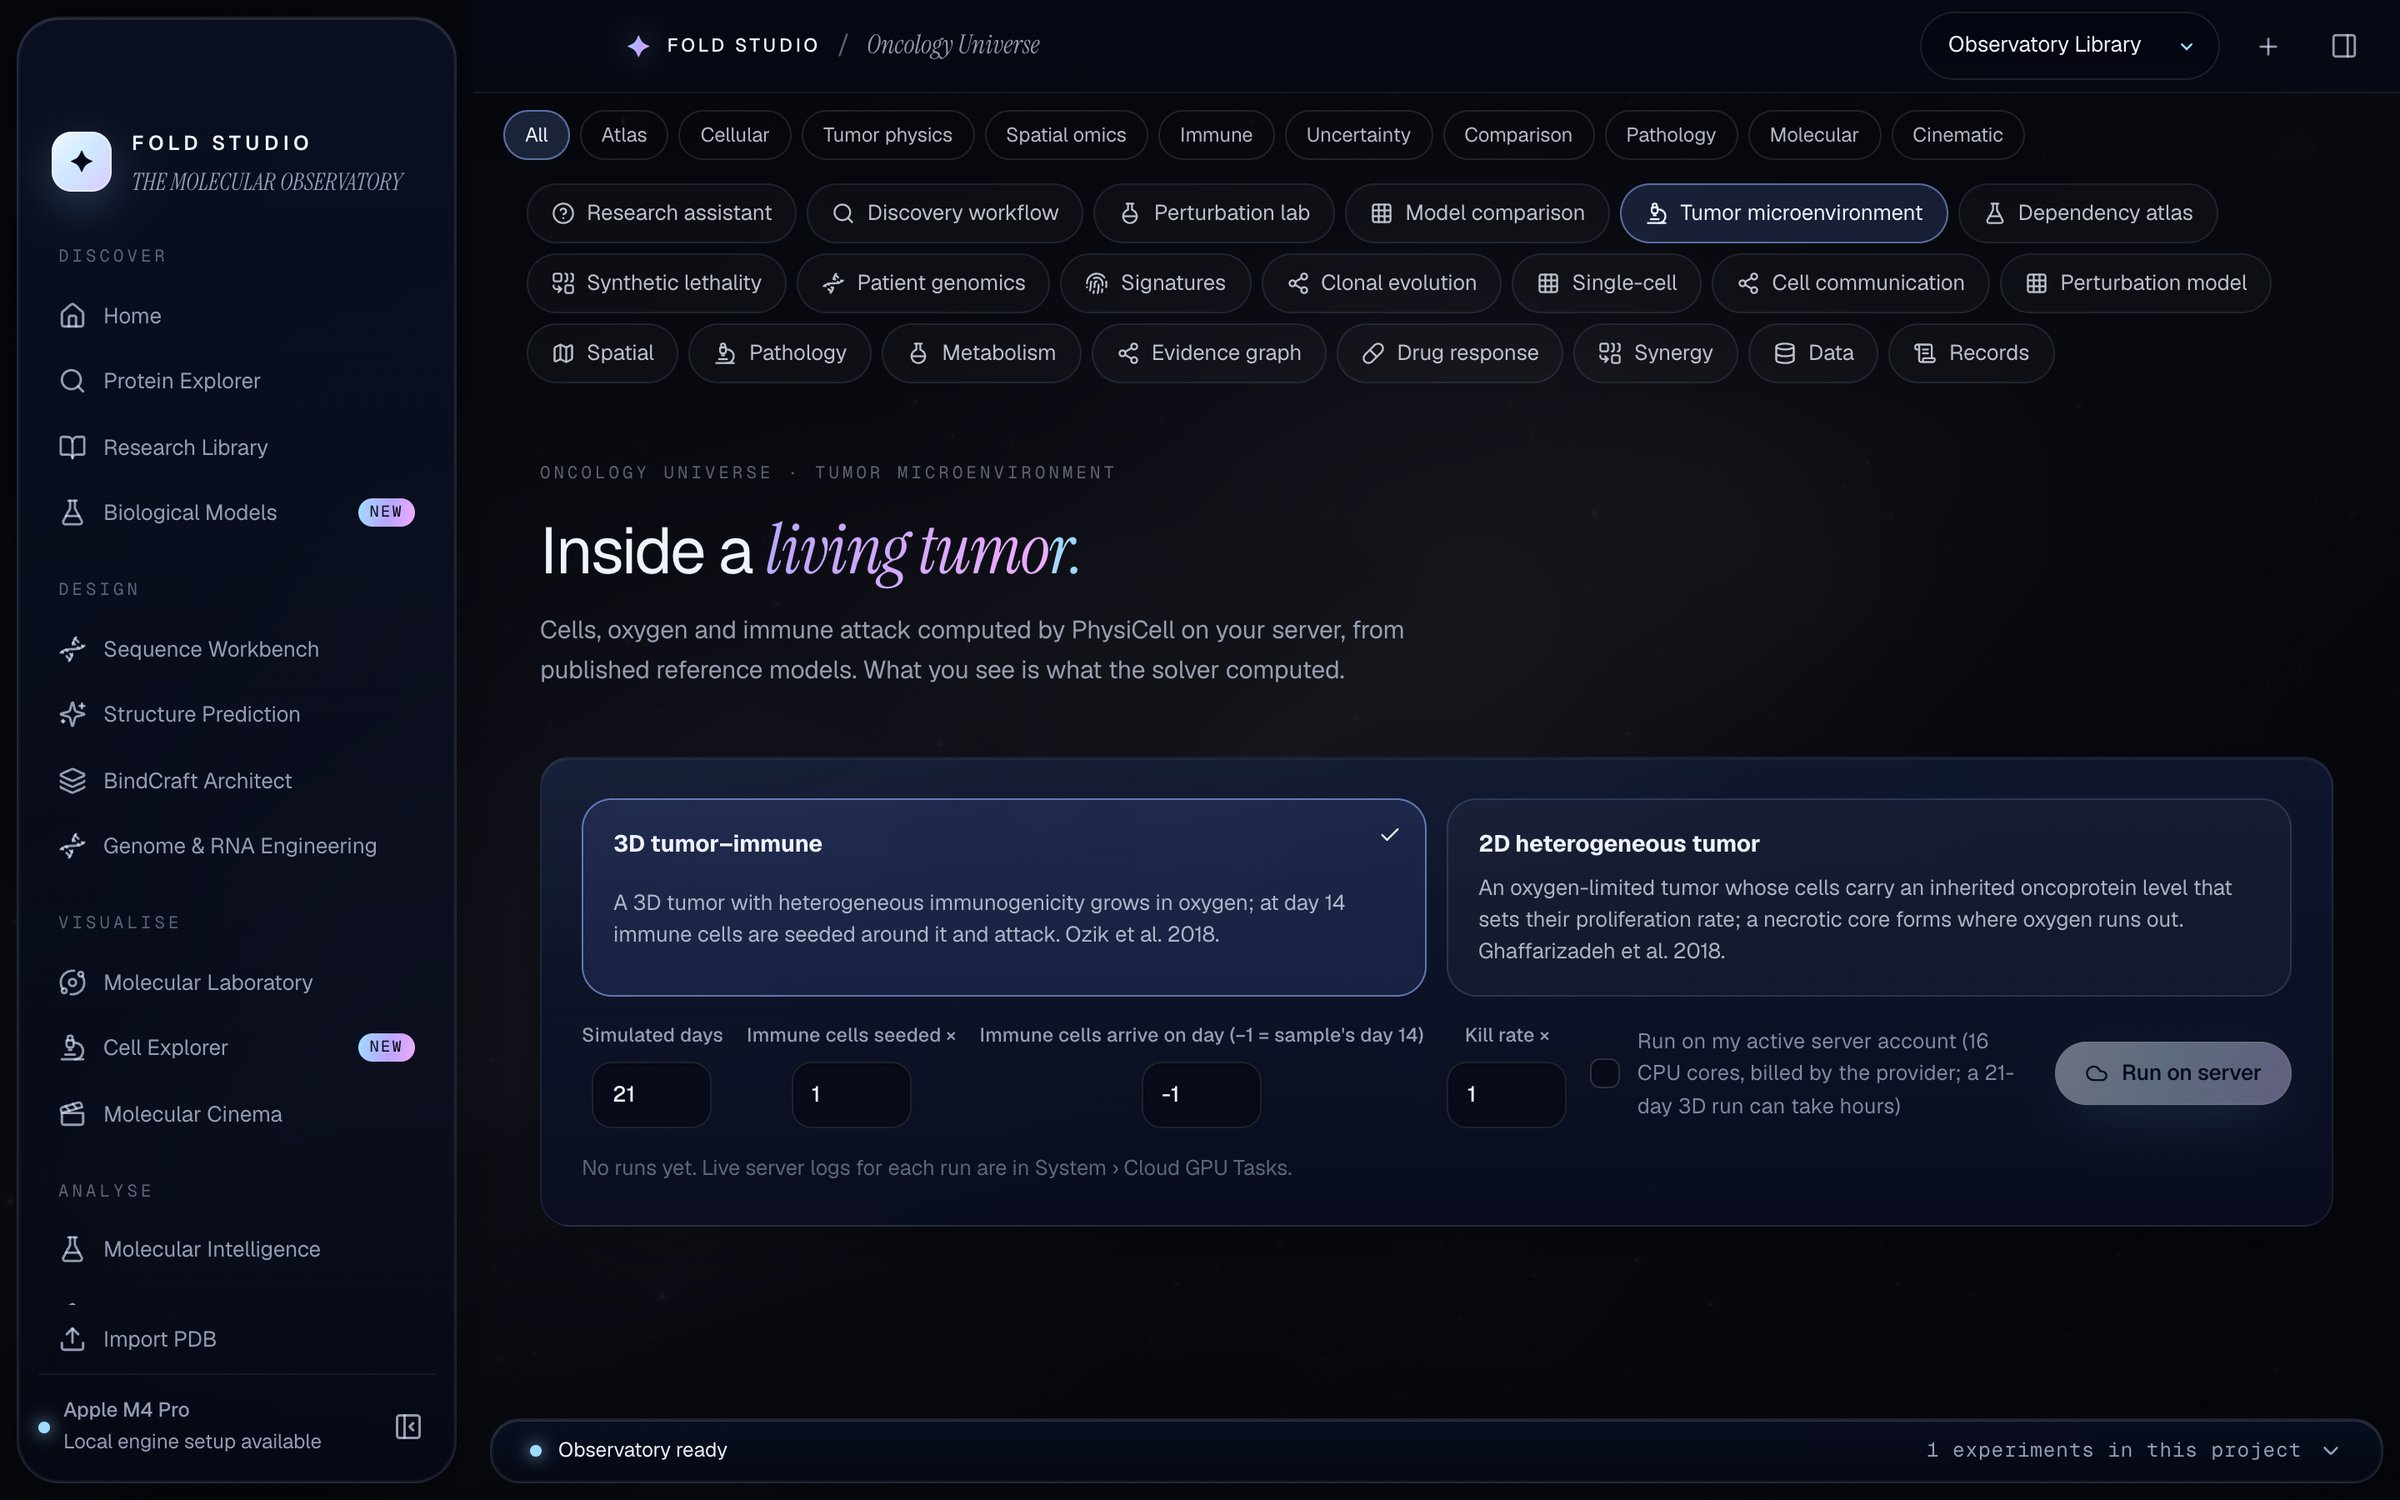 FOLD STUDIO
THE MOLECULAR OBSERVATORY
DISCOVER
Home
Protein Explorer
Research Library
Biological Models NEW
DESIGN
Sequence Workbench
Structure Prediction
BindCraft Architect
Genome & RNA Engineering
VISUALISE
Molecular Laboratory
Cell Explorer NEW
Molecular Cinema
ANALYSE
Molecular Intelligence
Import PDB
Apple M4 Pro
Local engine setup available
FOLD STUDIO / Oncology Universe
Observatory Library
All Atlas Cellular Tumor physics Spatial omics Immune Uncertainty Comparison Pathology Molecular Cinematic
Research assistant Discovery workflow Perturbation lab Model comparison Tumor microenvironment Dependency atlas
Synthetic lethality Patient genomics Signatures Clonal evolution Single-cell Cell communication Perturbation model
Spatial Pathology Metabolism Evidence graph Drug response Synergy Data Records
ONCOLOGY UNIVERSE · TUMOR MICROENVIRONMENT
Inside a living tumor.
Cells, oxygen and immune attack computed by PhysiCell on your server, from
published reference models. What you see is what the solver computed.
3D tumor–immune
A 3D tumor with heterogeneous immunogenicity grows in oxygen; at day 14
immune cells are seeded around it and attack. Ozik et al. 2018.
2D heterogeneous tumor
An oxygen-limited tumor whose cells carry an inherited oncoprotein level that
sets their proliferation rate; a necrotic core forms where oxygen runs out.
Ghaffarizadeh et al. 2018.
Simulated days Immune cells seeded × Immune cells arrive on day (−1 = sample's day 14) Kill rate ×
21 1 -1 1
Run on my active server account (16
CPU cores, billed by the provider; a 21-
day 3D run can take hours)
Run on server
No runs yet. Live server logs for each run are in System › Cloud GPU Tasks.
Observatory ready
1 experiments in this project